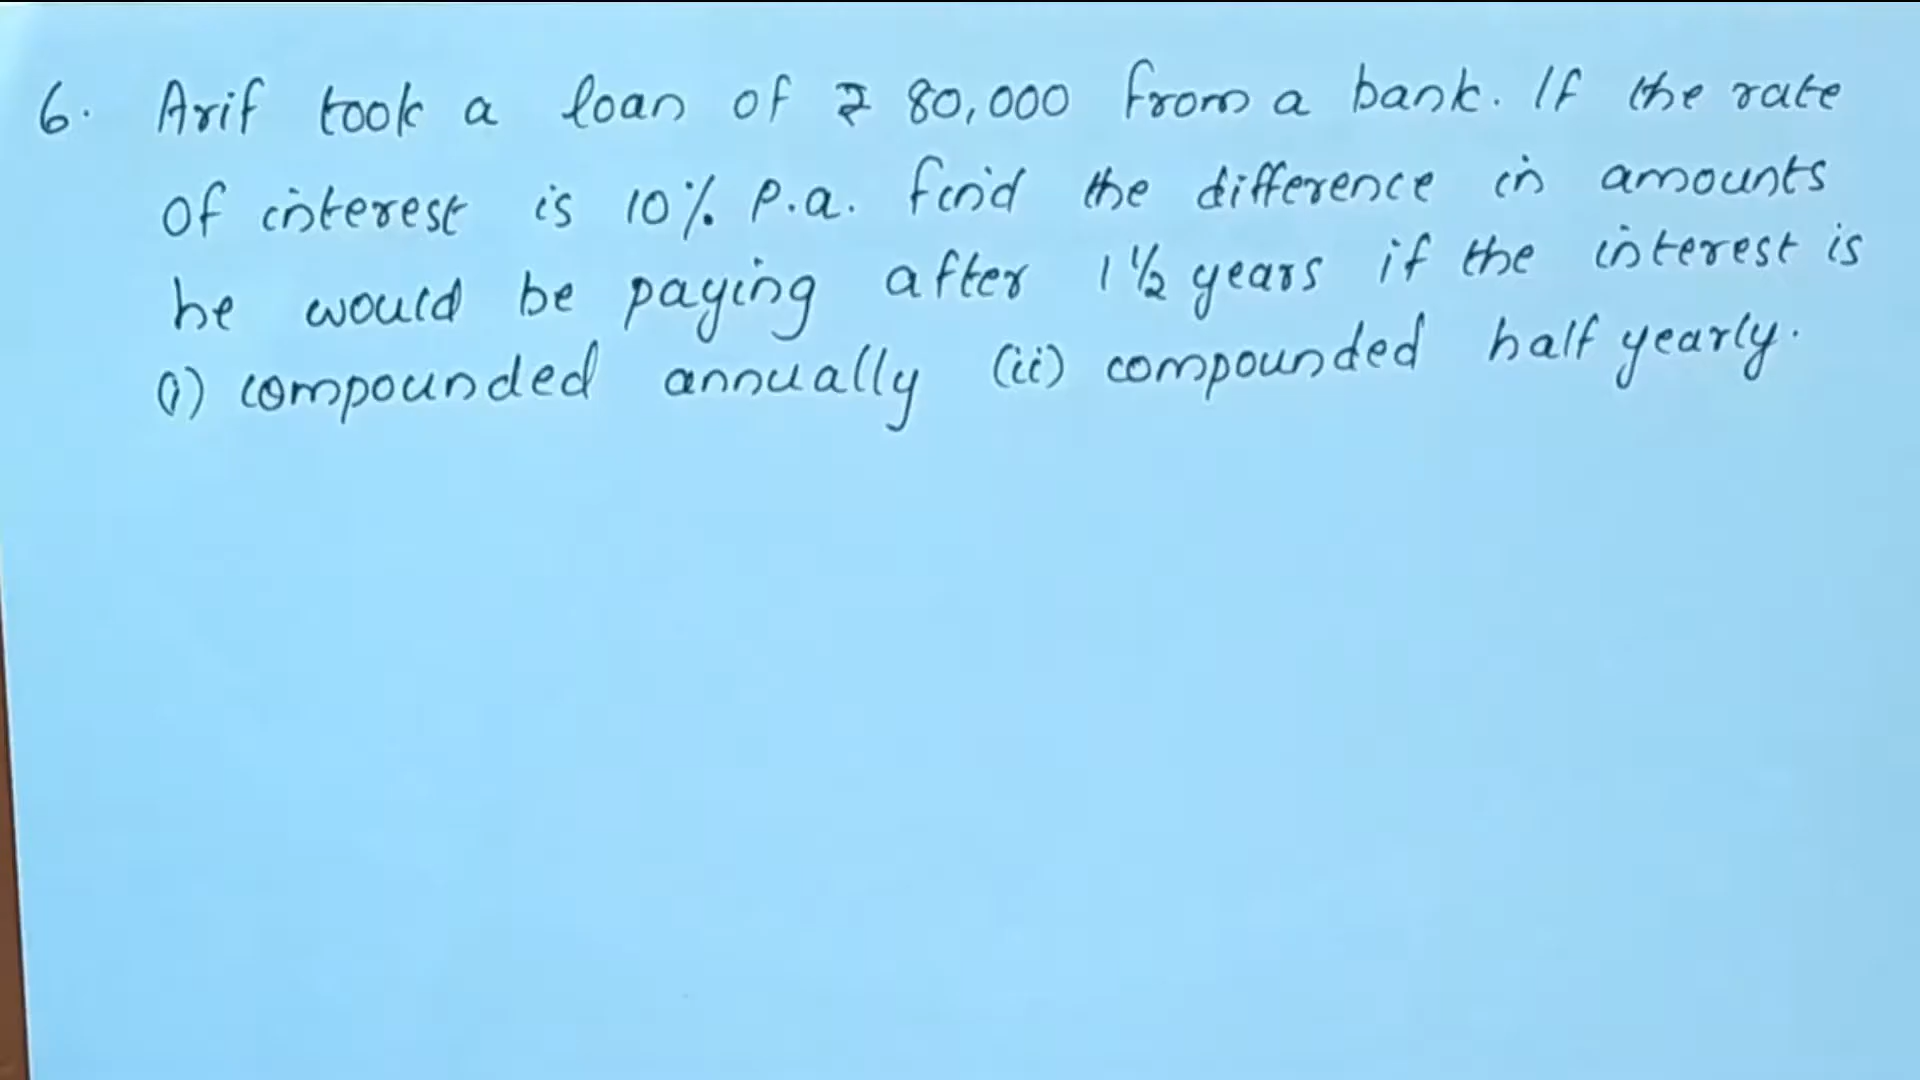 6. Arif took a loan of ₹ 80,000 from a bank. If the rate
of interest is 10% p.a. find the difference in amounts
he would be paying after 1 ½ years if the interest is
(i) compounded annually (ii) compounded half yearly.